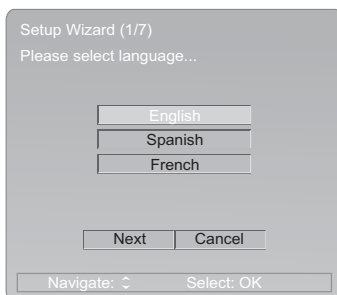 Setup Wizard (1/7)
Please select language...
English
Spanish
French
Next Cancel
Navigate: Select: OK